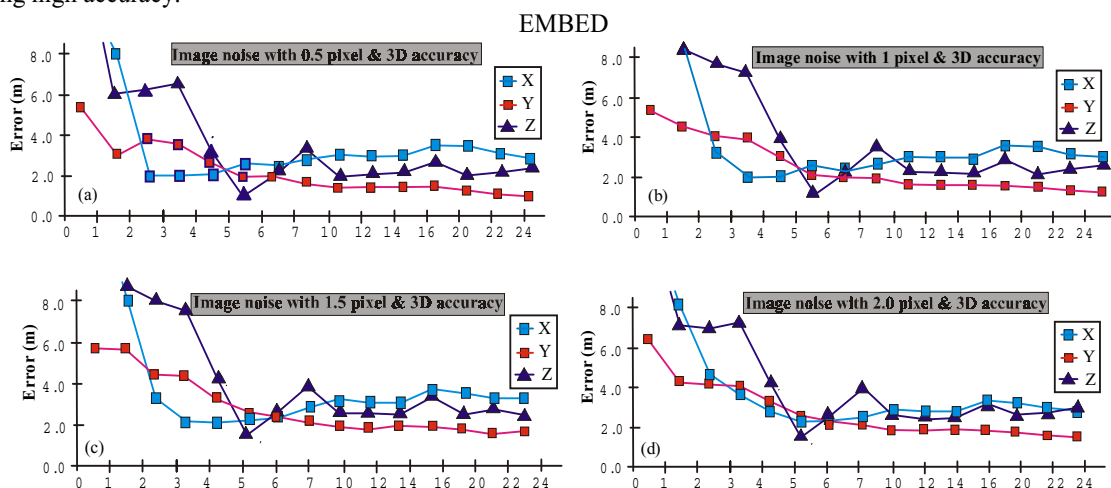 ng high accuracy.
EMBED
Image noise with 0.5 pixel & 3D accuracy
8.0
6.0
4.0
2.0
0.0
Error (m)
X
Y
Z
(a)
0 1 2 3 4 5 6 7 10 12 14 16 20 22 24
Image noise with 1 pixel & 3D accuracy
8.0
6.0
4.0
2.0
0.0
Error (m)
X
Y
Z
(b)
0 1 2 3 4 5 6 7 10 12 14 16 20 22 24
Image noise with 1.5 pixel & 3D accuracy
8.0
6.0
4.0
2.0
0.0
Error (m)
X
Y
Z
(c)
0 1 2 3 4 5 6 7 10 12 14 16 20 22 24
Image noise with 2.0 pixel & 3D accuracy
8.0
6.0
4.0
2.0
0.0
Error (m)
X
Y
Z
(d)
0 1 2 3 4 5 6 7 10 12 14 16 20 22 24